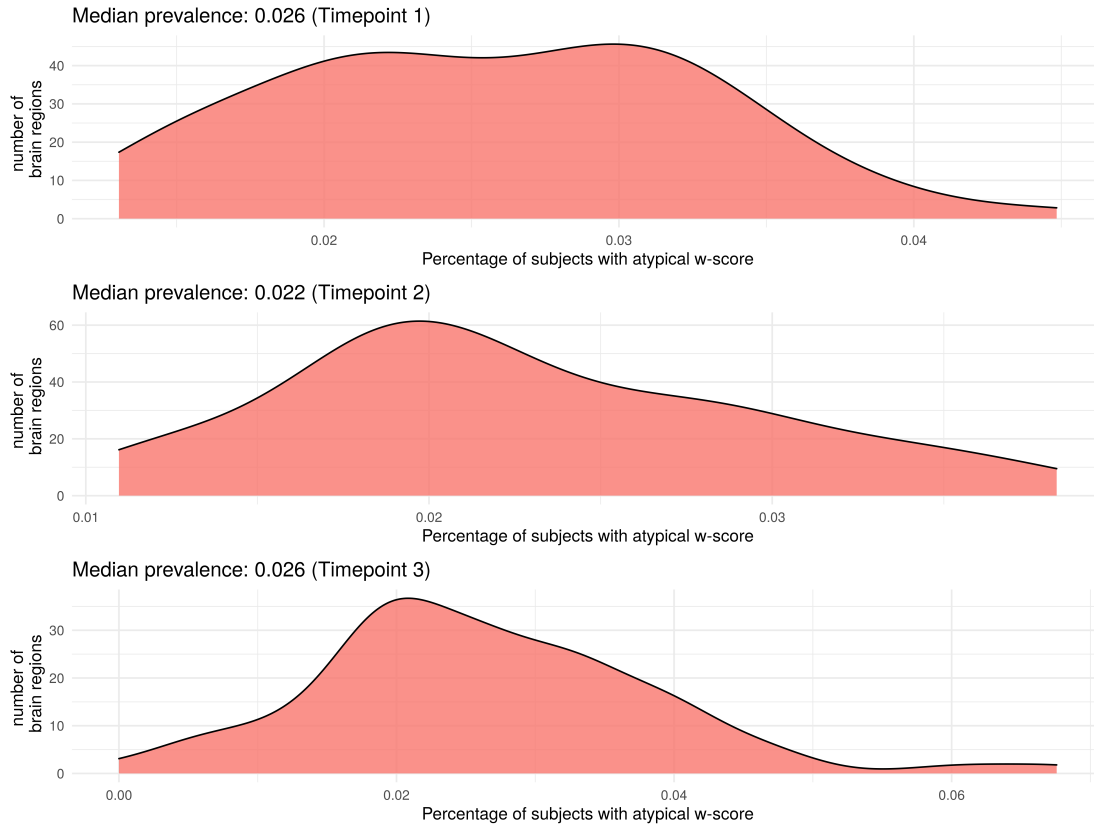 Median prevalence: 0.026 (Timepoint 1)
number of
brain regions
40
30
20
10
0
0.02
0.03
0.04
Percentage of subjects with atypical w-score
Median prevalence: 0.022 (Timepoint 2)
number of
brain regions
60
40
20
0
0.01
0.02
0.03
Percentage of subjects with atypical w-score
Median prevalence: 0.026 (Timepoint 3)
number of
brain regions
30
20
10
0
0.00
0.02
0.04
0.06
Percentage of subjects with atypical w-score